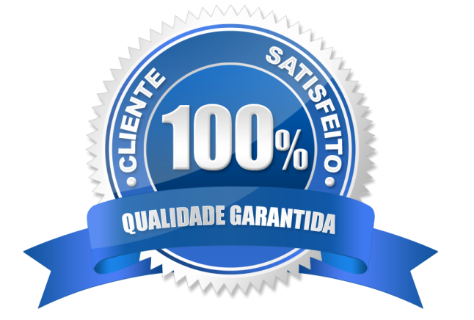 CLIENTE SATISFEITO
100%
QUALIDADE GARANTIDA